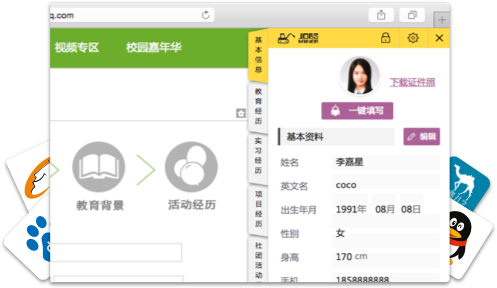 q.com
视频专区 校园嘉年华
教育背景
活动经历
基本信息
教育经历
实习经历
项目经历
社团活动
JOBS
MINER
下载证件照
一键填写
基本资料
编辑
姓名 李嘉星
英文名 coco
出生年月 1991年 08月 08日
性别 女
身高 170 cm
手机 1858888888